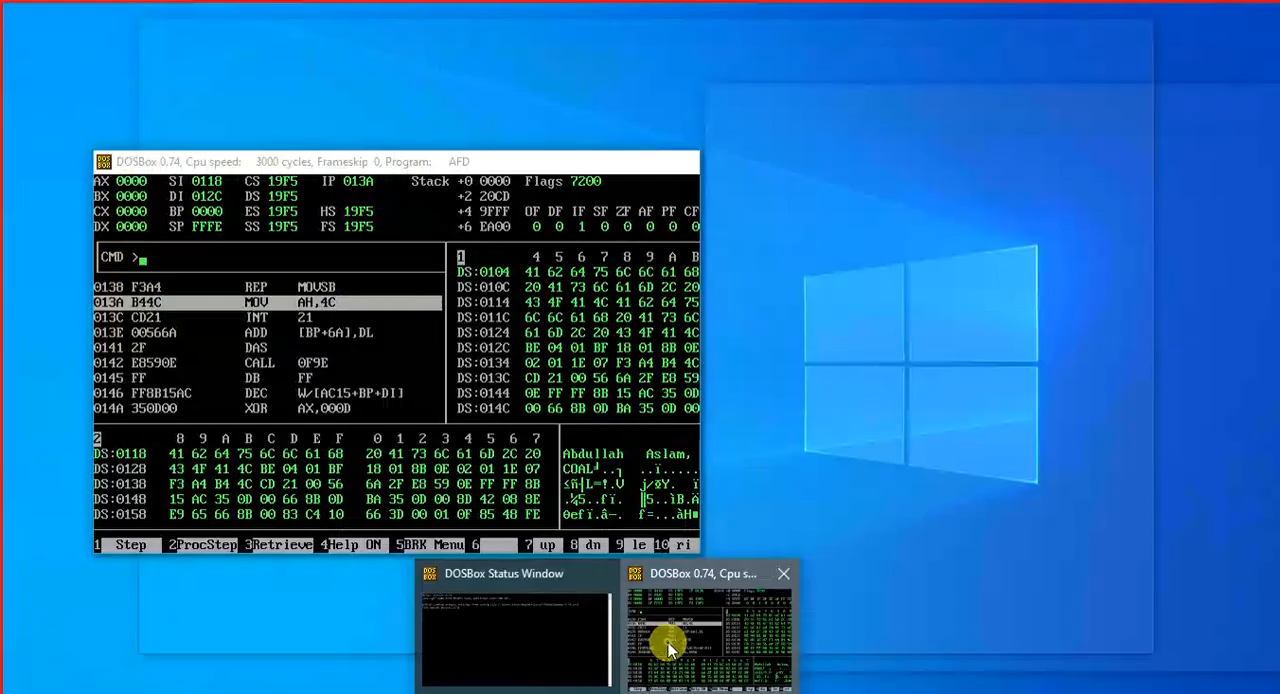 DOSBox 0.74, Cpu speed: 3000 cycles, Frameskip 0, Program: AFD
AX 0000 SI 0118 CS 19F5 IP 013A Stack +0 0000 Flags 7200
BX 0000 DI 012C DS 19F5 +2 20CD
CX 0000 BP 0000 ES 19F5 HS 19F5 +4 9FFF OF DF IF SF ZF AF PF CF
DX 0000 SP FFFE SS 19F5 FS 19F5 +6 EA00 0 0 1 0 0 0 0 0
CMD >
0138 F3A4 REP MOVSB
013A B44C MOV AH,4C
013C CD21 INT 21
013E 00566A ADD [BP+6A],DL
0141 2F DAS
0142 E8590E CALL 0F9E
0145 FF DB FF
0146 FF8B15AC DEC W/[AC15+BP+DI]
014A 350D00 XOR AX,000D
1 4 5 6 7 8 9 A B
DS:0104 41 62 64 75 6C 6C 61 68
DS:010C 20 41 73 6C 61 6D 2C 20
DS:0114 43 4F 41 4C 41 62 64 75
DS:011C 6C 6C 61 68 20 41 73 6C
DS:0124 61 6D 2C 20 43 4F 41 4C
DS:012C BE 04 01 BF 18 01 8B 0E
DS:0134 02 01 1E 07 F3 A4 B4 4C
DS:013C CD 21 00 56 6A 2F E8 59
DS:0144 0E FF FF 8B 15 AC 35 0D
DS:014C 00 66 8B 0D BA 35 0D 00
2 8 9 A B C D E F 0 1 2 3 4 5 6 7
DS:0118 41 62 64 75 6C 6C 61 68 20 41 73 6C 61 6D 2C 20 Abdullah Aslam,
DS:0128 43 4F 41 4C BE 04 01 BF 18 01 8B 0E 02 01 1E 07 COAL
DS:0138 F3 A4 B4 4C CD 21 00 56 6A 2F E8 59 0E FF FF 8B
DS:0148 15 AC 35 0D 00 66 8B 0D BA 35 0D 00 8D 42 08 8E
DS:0158 E9 65 66 8B 00 83 C4 10 66 3D 00 01 0F 85 48 FE
1 Step 2ProcStep 3Retrieve 4Help ON 5BRK Menu 6 7 up 8 dn 9 le 10 ri
DOSBox Status Window
DOSBox 0.74, Cpu s...